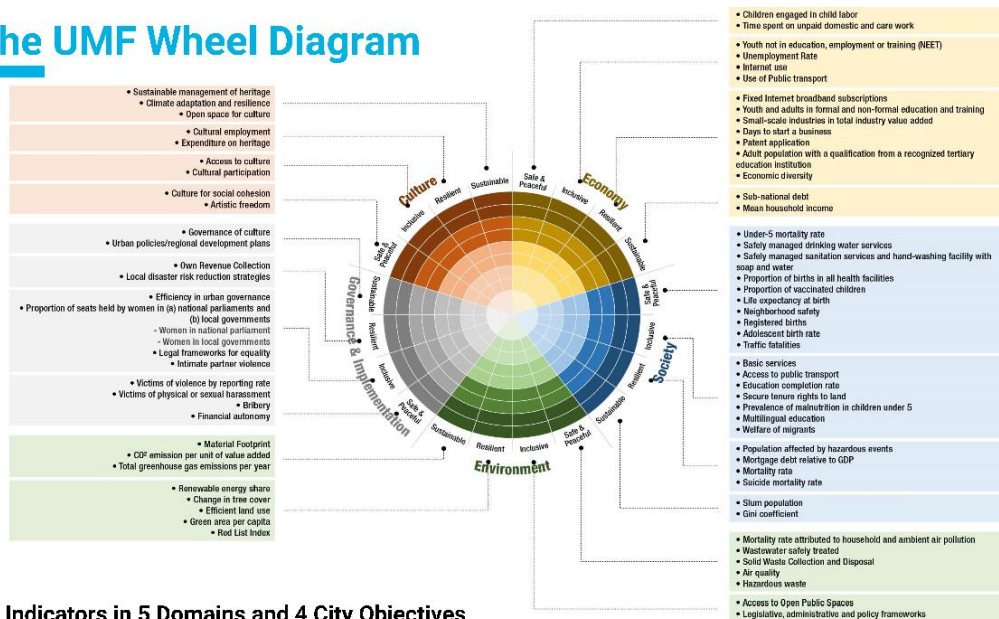 he UMF Wheel Diagram
• Sustainable management of heritage
• Climate adaptation and resilience
• Open space for culture
• Cultural employment
• Expenditure on heritage
• Access to culture
• Cultural participation
• Culture for social cohesion
• Artistic freedom
• Governance of culture
• Urban policies/regional development plans
• Own Revenue Collection
• Local disaster risk reduction strategies
• Efficiency in urban governance
• Proportion of seats held by women in (a) national parliaments and
(b) local governments
- Women in national parliament
- Women in local governments
• Legal frameworks for equality
• Intimate partner violence
• Victims of violence by reporting rate
• Victims of physical or sexual harassment
• Bribery
• Financial autonomy
• Material Footprint
• CO² emission per unit of value added
• Total greenhouse gas emissions per year
• Renewable energy share
• Change in tree cover
• Efficient land use
• Green area per capita
• Red List Index
Culture
Safe & Peaceful
Inclusive
Resilient
Sustainable
Economy
Safe & Peaceful
Inclusive
Resilient
Sustainable
Society
Safe & Peaceful
Inclusive
Resilient
Sustainable
Environment
Safe & Peaceful
Inclusive
Resilient
Sustainable
Governance & Implementation
Safe & Peaceful
Inclusive
Resilient
Sustainable
• Children engaged in child labor
• Time spent on unpaid domestic and care work
• Youth not in education, employment or training (NEET)
• Unemployment Rate
• Internet use
• Use of Public transport
• Fixed Internet broadband subscriptions
• Youth and adults in formal and non-formal education and training
• Small-scale industries in total industry value added
• Days to start a business
• Patent application
• Adult population with a qualification from a recognized tertiary
education institution
• Economic diversity
• Sub-national debt
• Mean household income
• Under-5 mortality rate
• Safely managed drinking water services
• Safely managed sanitation services and hand-washing facility with
soap and water
• Proportion of births in all health facilities
• Proportion of vaccinated children
• Life expectancy at birth
• Neighborhood safety
• Registered births
• Adolescent birth rate
• Traffic fatalities
• Basic services
• Access to public transport
• Education completion rate
• Secure tenure rights to land
• Prevalence of malnutrition in children under 5
• Multilingual education
• Welfare of migrants
• Population affected by hazardous events
• Mortgage debt relative to GDP
• Mortality rate
• Suicide mortality rate
• Slum population
• Gini coefficient
• Mortality rate attributed to household and ambient air pollution
• Wastewater safely treated
• Solid Waste Collection and Disposal
• Air quality
• Hazardous waste
• Access to Open Public Spaces
• Legislative, administrative and policy frameworks
Indicators in 5 Domains and 4 City Objectives